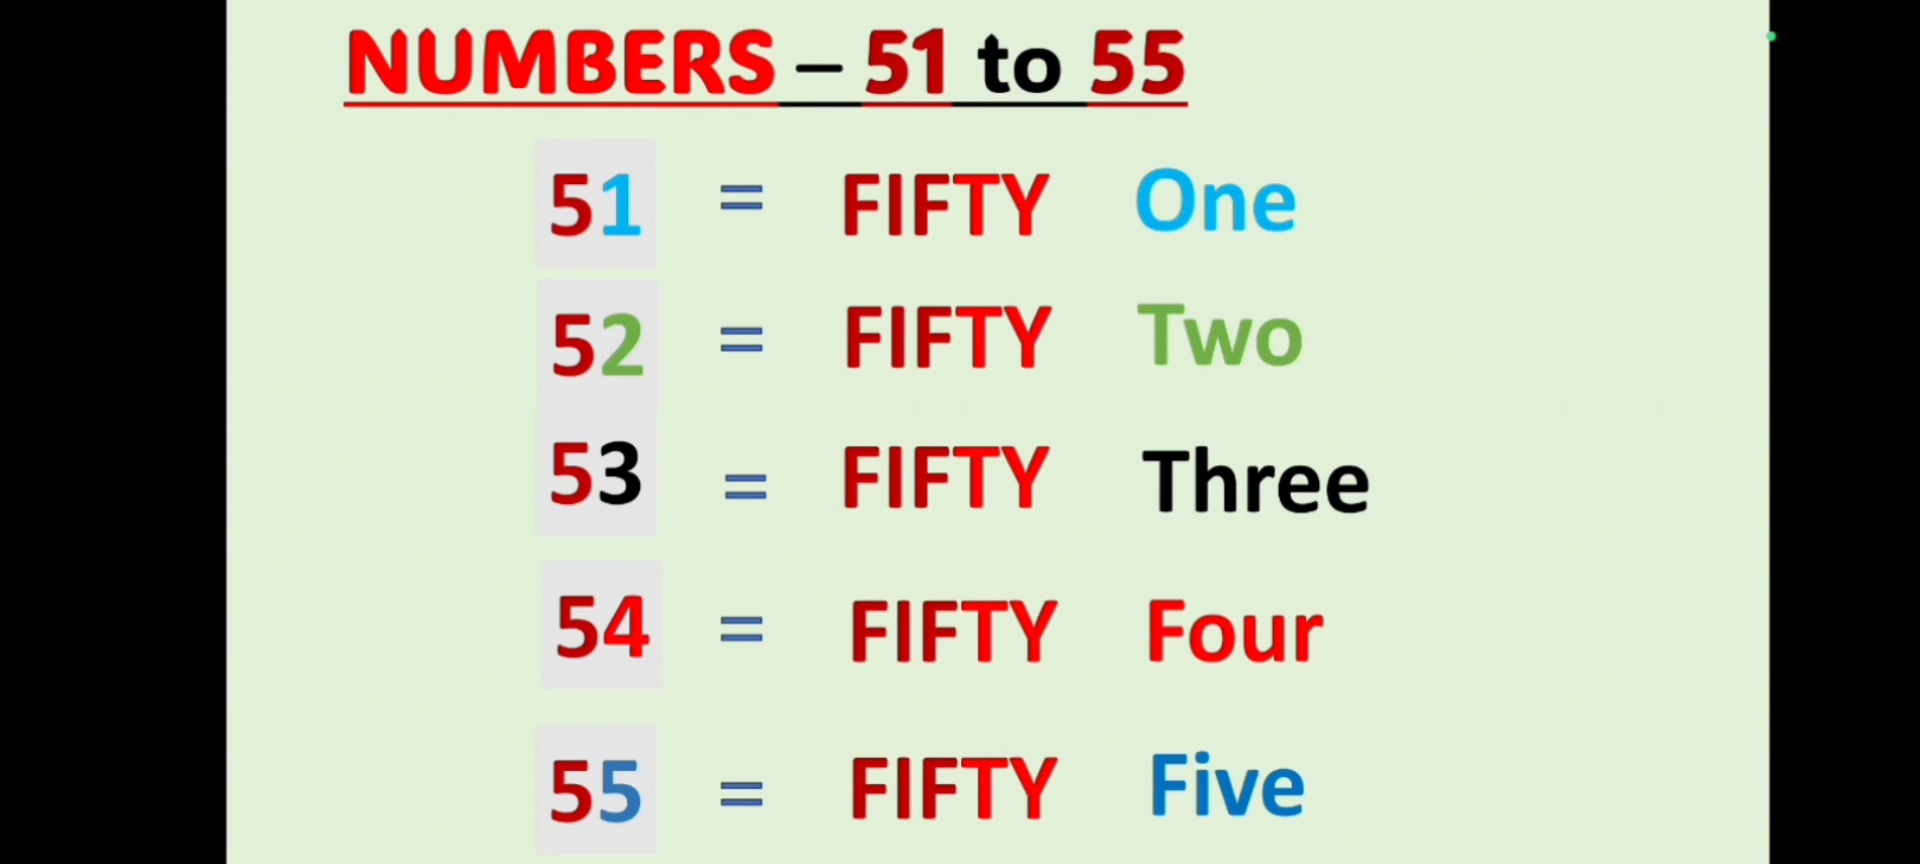 NUMBERS – 51 to 55
51 = FIFTY One
52 = FIFTY Two
53 = FIFTY Three
54 = FIFTY Four
55 = FIFTY Five